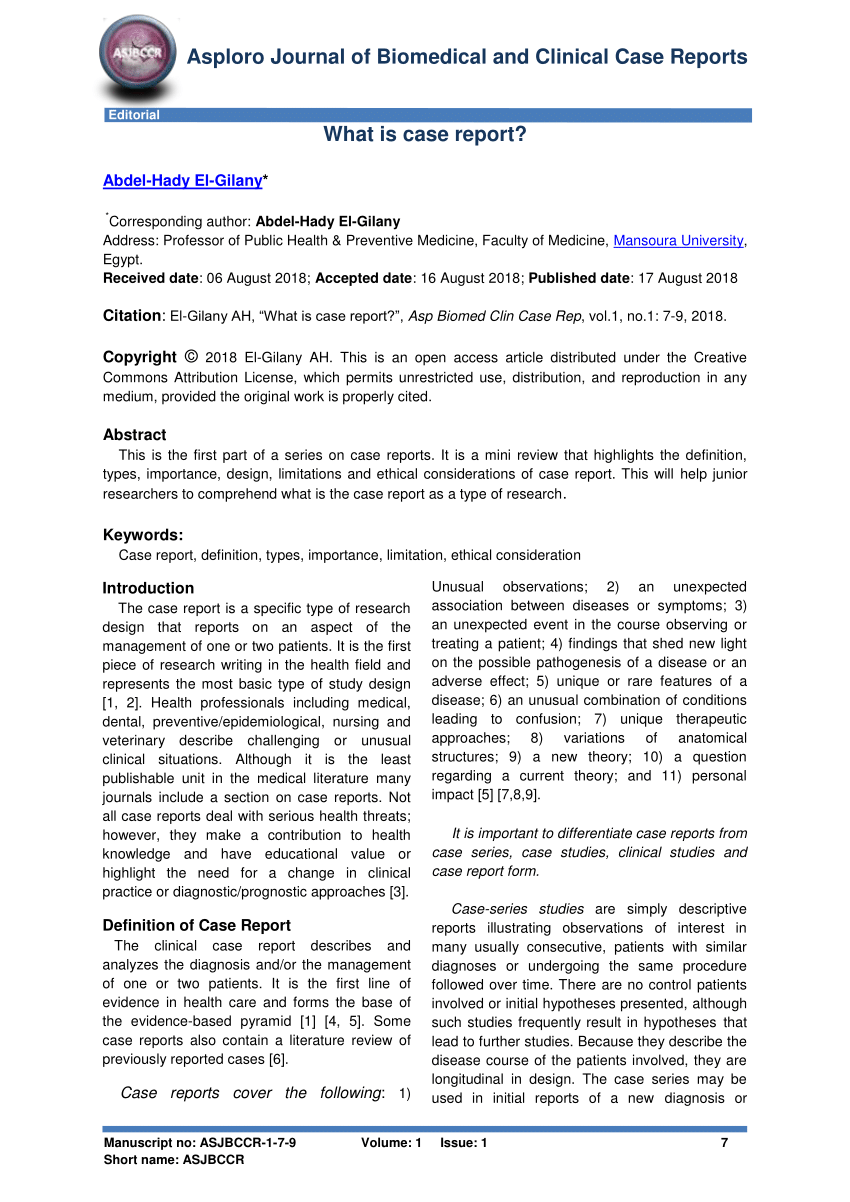 ASJBCCR
Asploro Journal of Biomedical and Clinical Case Reports
Editorial
What is case report?
Abdel-Hady El-Gilany*
*Corresponding author: Abdel-Hady El-Gilany
Address: Professor of Public Health & Preventive Medicine, Faculty of Medicine, Mansoura University,
Egypt.
Received date: 06 August 2018; Accepted date: 16 August 2018; Published date: 17 August 2018
Citation: El-Gilany AH, “What is case report?”, Asp Biomed Clin Case Rep, vol.1, no.1: 7-9, 2018.
Copyright © 2018 El-Gilany AH. This is an open access article distributed under the Creative
Commons Attribution License, which permits unrestricted use, distribution, and reproduction in any
medium, provided the original work is properly cited.
Abstract
This is the first part of a series on case reports. It is a mini review that highlights the definition,
types, importance, design, limitations and ethical considerations of case report. This will help junior
researchers to comprehend what is the case report as a type of research.
Keywords:
Case report, definition, types, importance, limitation, ethical consideration
Introduction
The case report is a specific type of research
design that reports on an aspect of the
management of one or two patients. It is the first
piece of research writing in the health field and
represents the most basic type of study design
[1, 2]. Health professionals including medical,
dental, preventive/epidemiological, nursing and
veterinary describe challenging or unusual
clinical situations. Although it is the least
publishable unit in the medical literature many
journals include a section on case reports. Not
all case reports deal with serious health threats;
however, they make a contribution to health
knowledge and have educational value or
highlight the need for a change in clinical
practice or diagnostic/prognostic approaches [3].
Definition of Case Report
The clinical case report describes and
analyzes the diagnosis and/or the management
of one or two patients. It is the first line of
evidence in health care and forms the base of
the evidence-based pyramid [1] [4, 5]. Some
case reports also contain a literature review of
previously reported cases [6].
Case reports cover the following: 1)
Unusual observations; 2) an unexpected
association between diseases or symptoms; 3)
an unexpected event in the course observing or
treating a patient; 4) findings that shed new light
on the possible pathogenesis of a disease or an
adverse effect; 5) unique or rare features of a
disease; 6) an unusual combination of conditions
leading to confusion; 7) unique therapeutic
approaches; 8) variations of anatomical
structures; 9) a new theory; 10) a question
regarding a current theory; and 11) personal
impact [5] [7,8,9].
It is important to differentiate case reports from
case series, case studies, clinical studies and
case report form.
Case-series studies are simply descriptive
reports illustrating observations of interest in
many usually consecutive, patients with similar
diagnoses or undergoing the same procedure
followed over time. There are no control patients
involved or initial hypotheses presented, although
such studies frequently result in hypotheses that
lead to further studies. Because they describe the
disease course of the patients involved, they are
longitudinal in design. The case series may be
used in initial reports of a new diagnosis or
Manuscript no: ASJBCCR-1-7-9 Volume: 1 Issue: 1 7
Short name: ASJBCCR